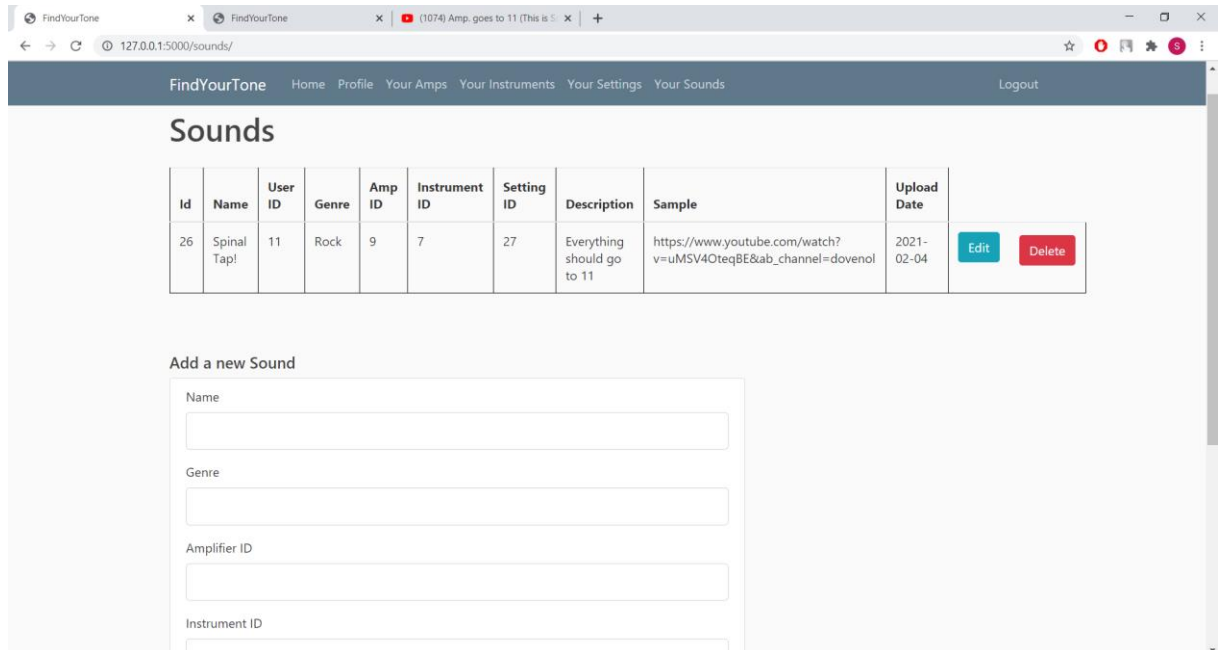 FindYourTone
FindYourTone
(1074) Amp. goes to 11 (This is S
127.0.0.1:5000/sounds/
S
FindYourTone Home Profile Your Amps Your Instruments Your Settings Your Sounds Logout
Sounds
Id Name User ID Genre Amp ID Instrument ID Setting ID Description Sample Upload Date
26 Spinal Tap! 11 Rock 9 7 27 Everything should go to 11 https://www.youtube.com/watch?v=uMSV4OteqBE&ab_channel=dovenol 2021-02-04 Edit Delete
Add a new Sound
Name
Genre
Amplifier ID
Instrument ID